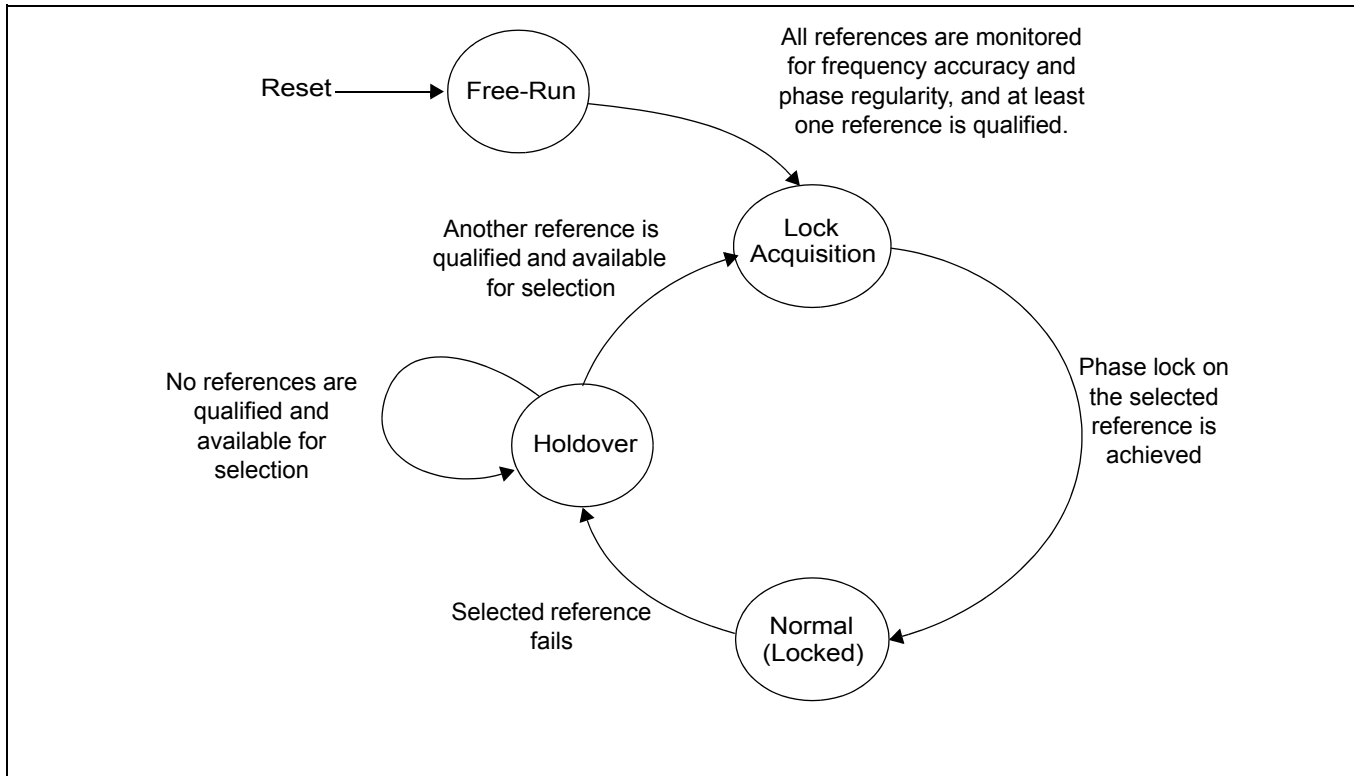 Reset
Free-Run
All references are monitored
for frequency accuracy and
phase regularity, and at least
one reference is qualified.
Another reference is
qualified and available
for selection
Lock
Acquisition
No references are
qualified and
available for
selection
Holdover
Phase lock on
the selected
reference is
achieved
Selected reference
fails
Normal
(Locked)